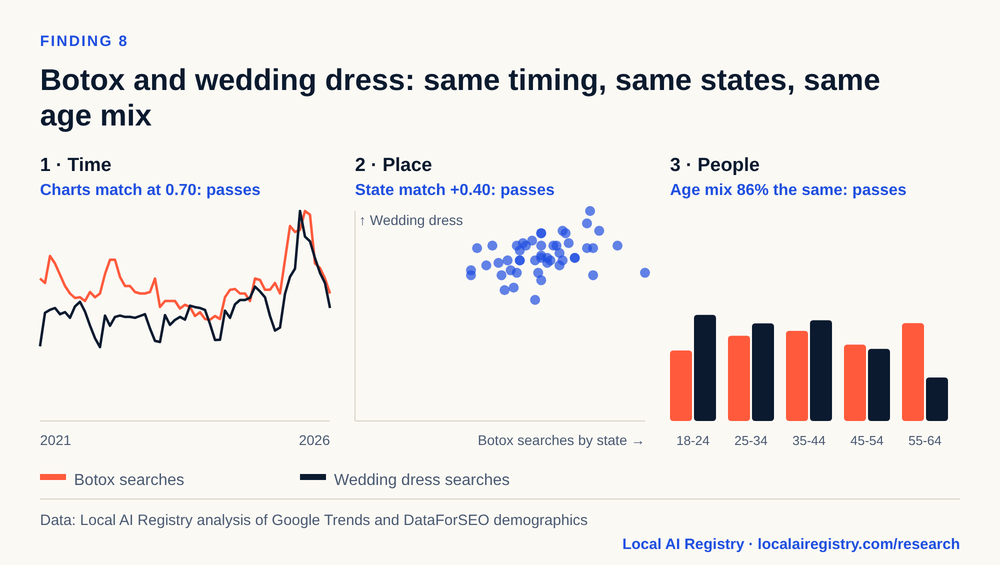 FINDING 8
Botox and wedding dress: same timing, same states, same
age mix
1 · Time
Charts match at 0.70: passes
2021
2026
2 · Place
State match +0.40: passes
↑ Wedding dress
Botox searches by state →
3 · People
Age mix 86% the same: passes
18-24
25-34
35-44
45-54
55-64
Botox searches
Wedding dress searches
Data: Local AI Registry analysis of Google Trends and DataForSEO demographics
Local AI Registry · localairegistry.com/research